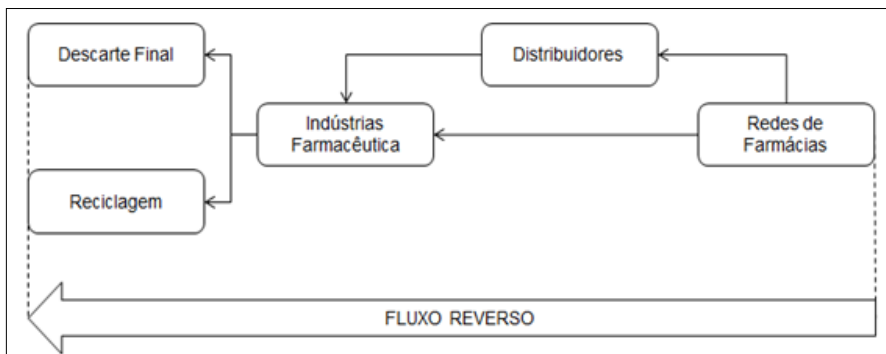 Descarte Final
Distribuidores
Indústrias
Farmacêutica
Redes de
Farmácias
Reciclagem
FLUXO REVERSO